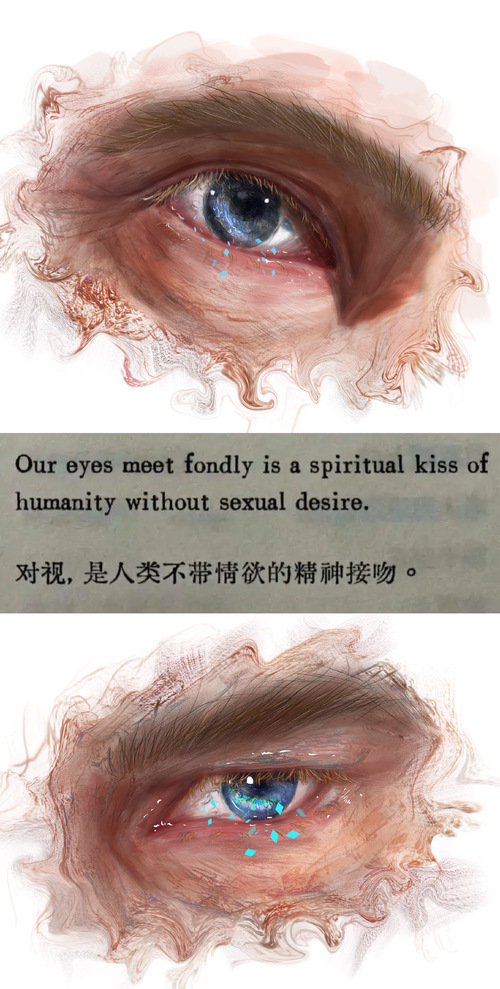 Our eyes meet fondly is a spiritual kiss of
humanity without sexual desire.
对视，是人类不带情欲的精神接吻。